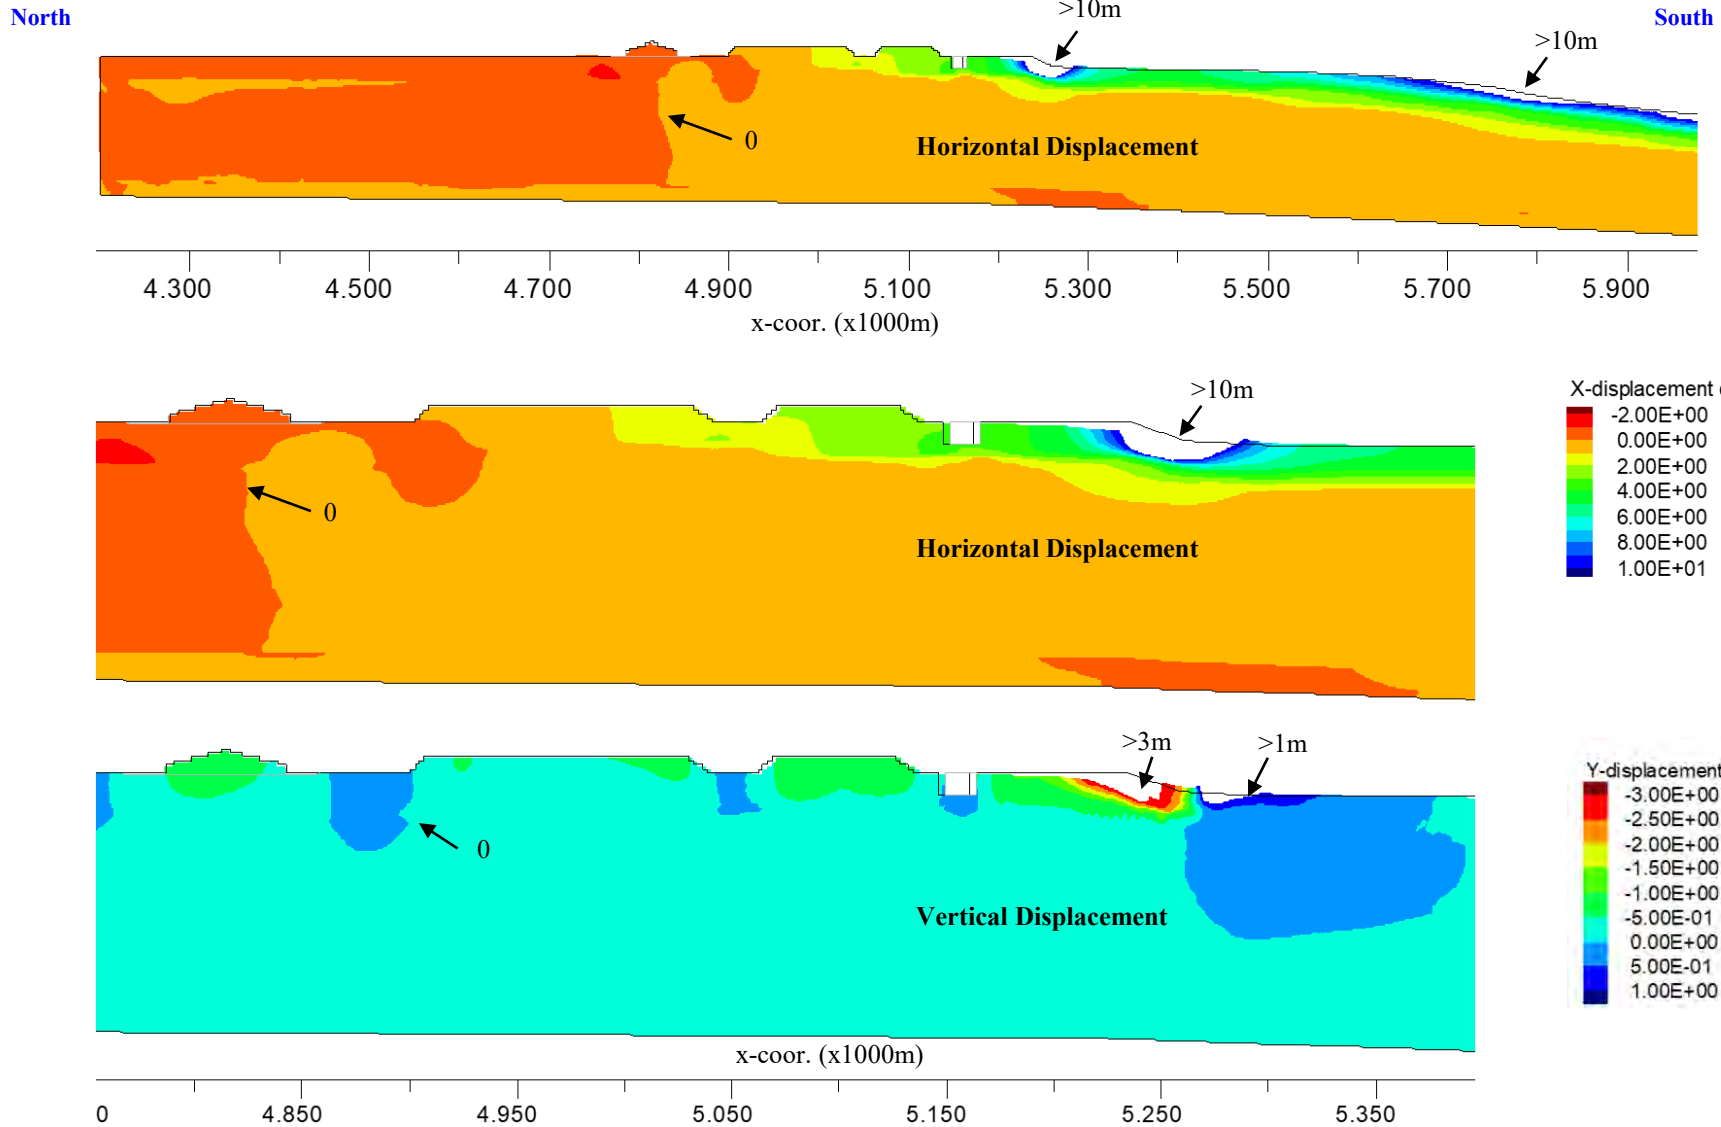 North
>10m
South
>10m
0
Horizontal Displacement
4.300 4.500 4.700 4.900 5.100 5.300 5.500 5.700 5.900
x-coor. (x1000m)
>10m
X-displacement
-2.00E+00
0.00E+00
2.00E+00
4.00E+00
6.00E+00
8.00E+00
1.00E+01
0
Horizontal Displacement
>3m
>1m
Y-displacement
-3.00E+00
-2.50E+00
-2.00E+00
-1.50E+00
-1.00E+00
-5.00E-01
0.00E+00
5.00E-01
1.00E+00
0
Vertical Displacement
x-coor. (x1000m)
0 4.850 4.950 5.050 5.150 5.250 5.350